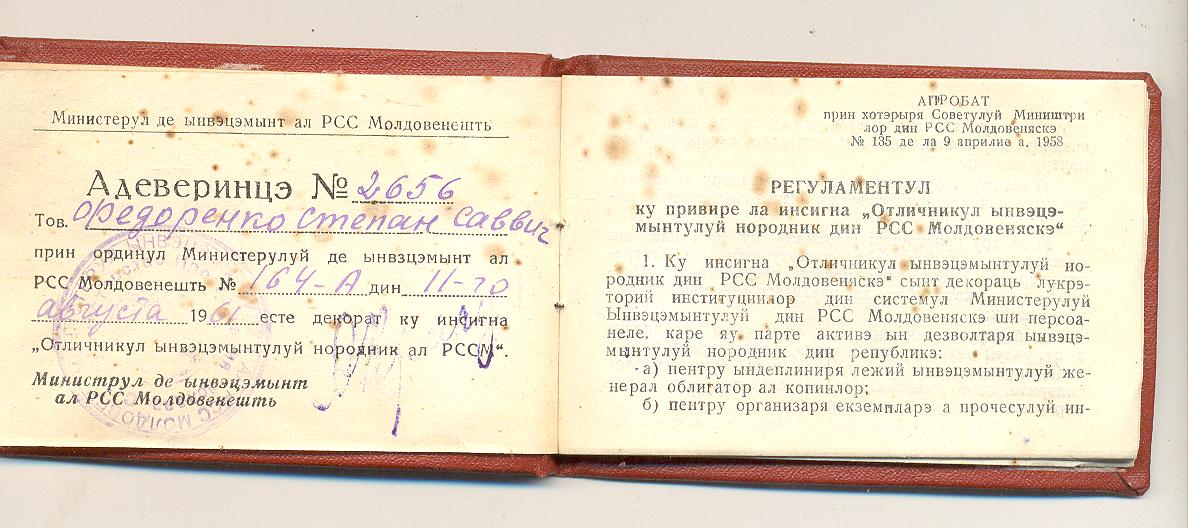 Министерул де ынвэцэмынт ал РСС Молдовенешть
Адеверинцэ № 2656
Тов. Федоренко Степан Саввич
прин ординул Министерулуй де ынвзцэмынт ал
РСС Молдовенешть № 164-А дин 11-го
августа 1961 есте декорат ку инсигна
„Отличникул ынвэцэмынтулуй нородник ал РССМ“.
Министрул де ынвэцэмынт
ал РСС Молдовенешть
АПРОБАТ
прин хотэрыря Советулуй Миништри
лор дин РСС Молдовеняскэ
№ 135 де ла 9 априлие а. 1958
РЕГУЛАМЕНТУЛ
ку привире ла инсигна „Отличникул ынвэцэ-
мынтулуй нородник дин РСС Молдовеняскэ“
1. Ку инсигна „Отличникул ынвэцэмынтулуй но-
родник дин РСС Молдовеняскэ“ сынт декораць лукрэ-
торий институциилор дин системул Министерулуй
Ынвэцэмынтулуй дин РСС Молдовеняскэ ши персоа-
неле, каре яу парте активэ ын дезволтаря ынвэцэ-
мынтулуй нородник дин републикэ:
а) пентру ындеплиниря лежий ынвэцэмынтулуй же-
нерал облигатор ал копиилор;
б) пентру организаря екземпларэ а прочесулуй ин-